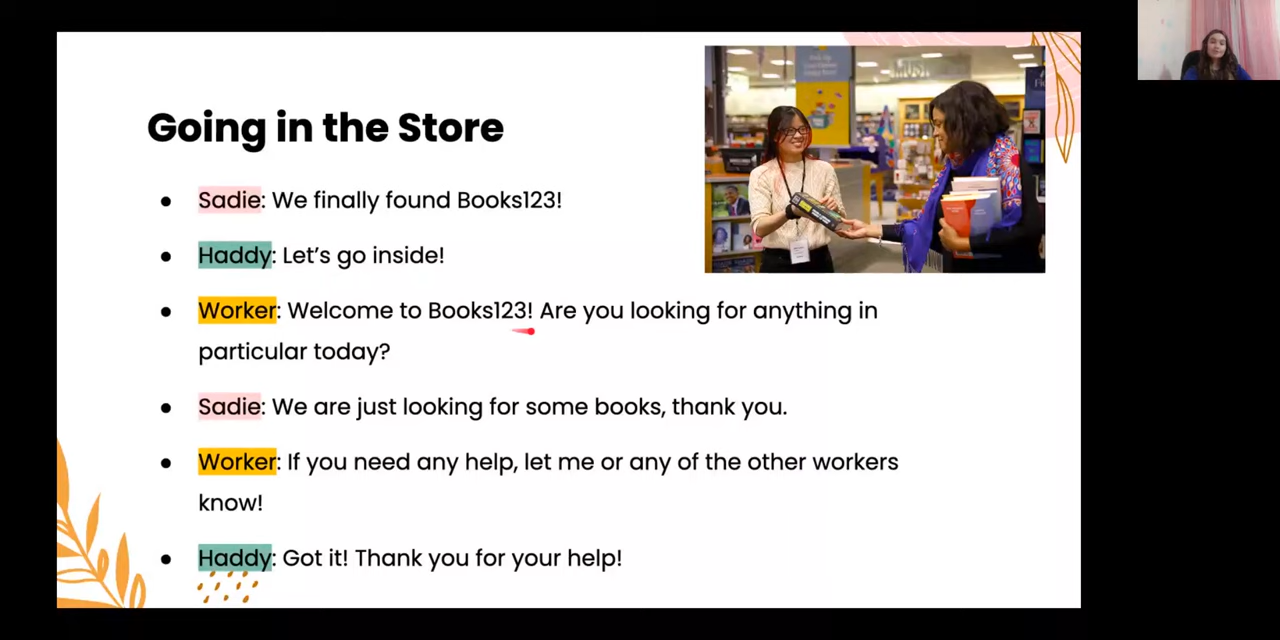 Going in the Store
● Sadie: We finally found Books123!
● Haddy: Let's go inside!
● Worker: Welcome to Books123! Are you looking for anything in
particular today?
● Sadie: We are just looking for some books, thank you.
● Worker: If you need any help, let me or any of the other workers
know!
● Haddy: Got it! Thank you for your help!